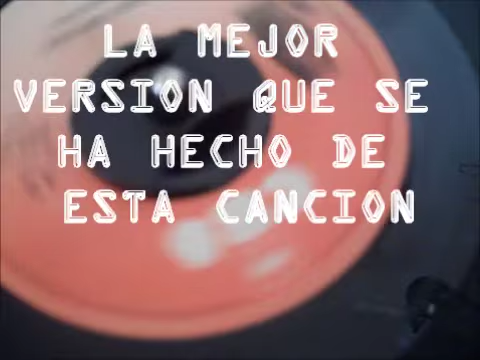 LA MEJOR
VERSION QUE SE
HA HECHO DE
ESTA CANCION